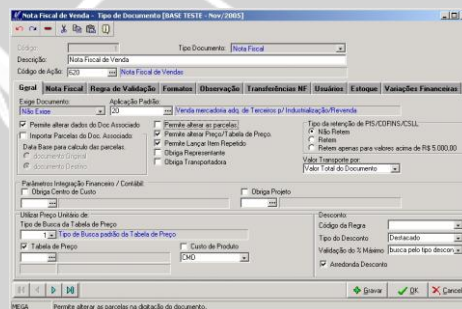 Nota Fiscal de Venda - Tipo de Documento [BASE TESTE - Nov/2005]
Código 1 Tipo Documento: Nota Fiscal
Descrição: Nota Fiscal de Venda
Código de Ação: 620 Nota Fiscal de Vendas
Geral Nota Fiscal Regra de Validação Formatos Observação Transferências NF Usuários Estoque Variações Financeiras
Exige Documento: Aplicação Padrão:
Não Exige 20 Venda mercadoria adq. de Terceiros p/ Industrialização/Revenda
Permite alterar dados do Doc Associado Permite alterar as parcelas. Tipo da retenção de PIS/COFINS/CSLL
Importar Parcelas do Doc. Associado: Permite alterar Preço/Tabela de Preço. Não Retem
Data Base para calculo das parcelas: Permite Lançar Item Repetido Retem
documento Original Obriga Representante Retem apenas para valores acima de R$ 5.000,00
documento Destino Obriga Transportadora Valor Transporte por:
Valor Total do Documento
Parâmetros Integração Financeiro / Contábil:
Obriga Centro de Custo Obriga Projeto
Utilizar Preço Unitário de: Desconto
Tipo de Busca da Tabela de Preço Código da Regra
1 Tipo de Busca padrão da Tabela de Preço Tipo do Desconto Destacado
Tabela de Preço Custo de Produto Validação do % Máximo busca pelo tipo descon
CMD
Arredonda Desconto
Gravar OK Cancel
MEGA Permite alterar as parcelas na digitação do documento.